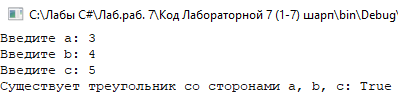 C:\Лабы C#\Лаб.раб. 7\Код Лабораторной 7 (1-7) шарп\bin\Debug\
Введите a: 3
Введите b: 4
Введите c: 5
Существует треугольник со сторонами a, b, c: True